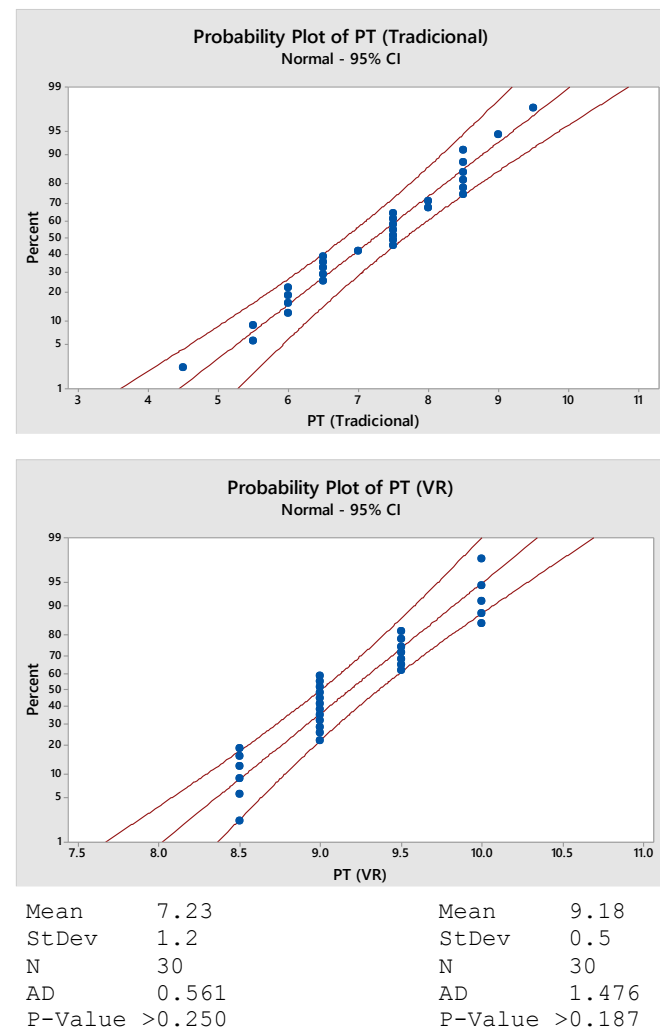 Probability Plot of PT (Tradicional)
Normal - 95% CI
99
95
90
80
70
60
50
40
30
20
10
5
1
Percent
3 4 5 6 7 8 9 10 11
PT (Tradicional)
Probability Plot of PT (VR)
Normal - 95% CI
99
95
90
80
70
60
50
40
30
20
10
5
1
Percent
7.5 8.0 8.5 9.0 9.5 10.0 10.5 11.0
PT (VR)
Mean 7.23 Mean 9.18
StDev 1.2 StDev 0.5
N 30 N 30
AD 0.561 AD 1.476
P-Value >0.250 P-Value >0.187